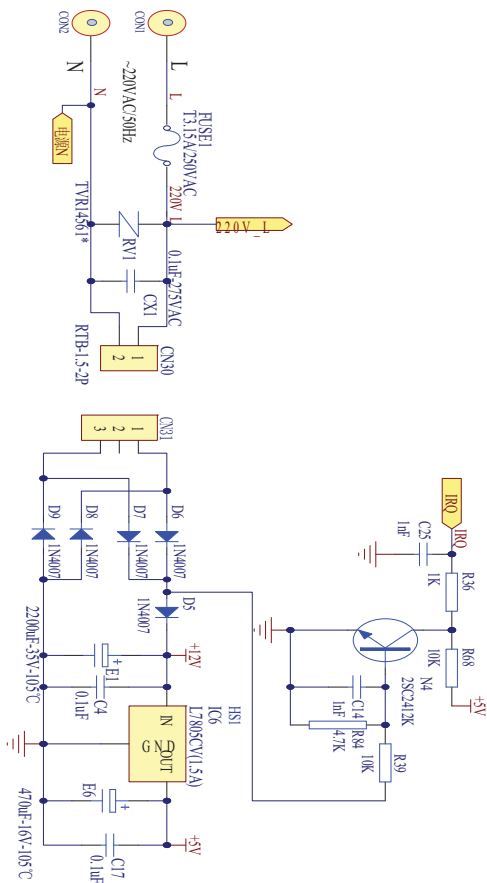 CON2
CON1
N
N
L
L
~220VAC/50Hz
FUSE1
T3.15A/250VAC
电源N
220V_L
220V L
TVR14561*
RV1
0.1uF-275VAC
CX1
CN30
1
2
RTB-1.5-2P
CN31
1
2
3
D9
1N4007
D8
1N4007
D7
1N4007
D6
1N4007
D5
1N4007
+12V
E1
+
2200uF-35V-105℃
C4
0.1uF
HS1
IC6
L7805CV(1.5A)
IN
GND
OUT
E6
+
470uF-16V-105℃
C17
0.1uF
+5V
IRQ
IRQ
C25
1nF
R36
1K
R68
10K
+5V
N4
2SC2412K
C14
1nF
R84
4.7K
R39
10K